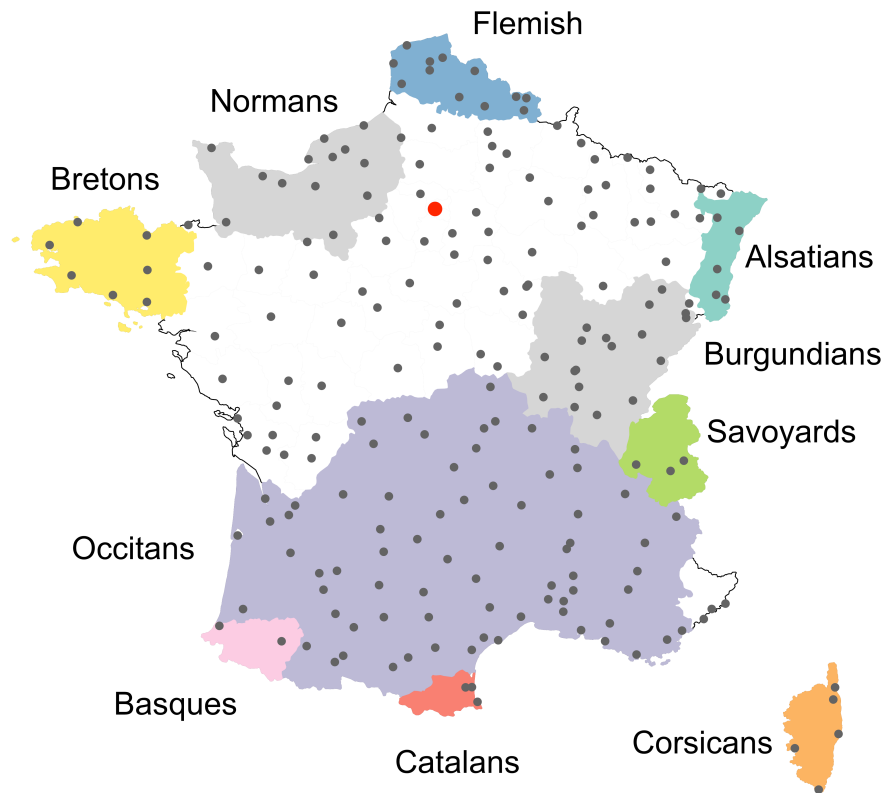 Flemish
Normans
Bretons
Alsatians
Burgundians
Savoyards
Occitans
Basques
Catalans
Corsicans